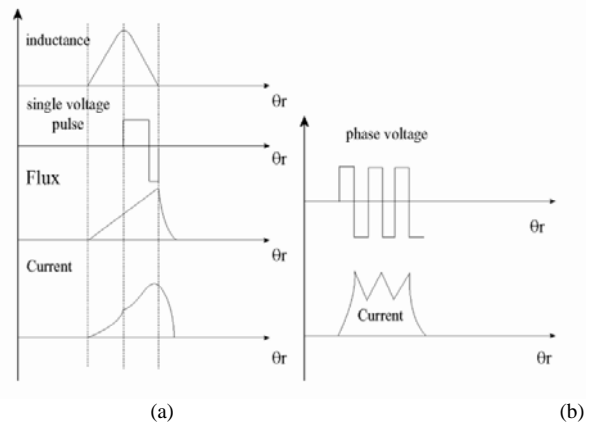 inductance
θr
single voltage
pulse
θr
Flux
θr
Current
θr
phase voltage
θr
Current
θr
(a)
(b)